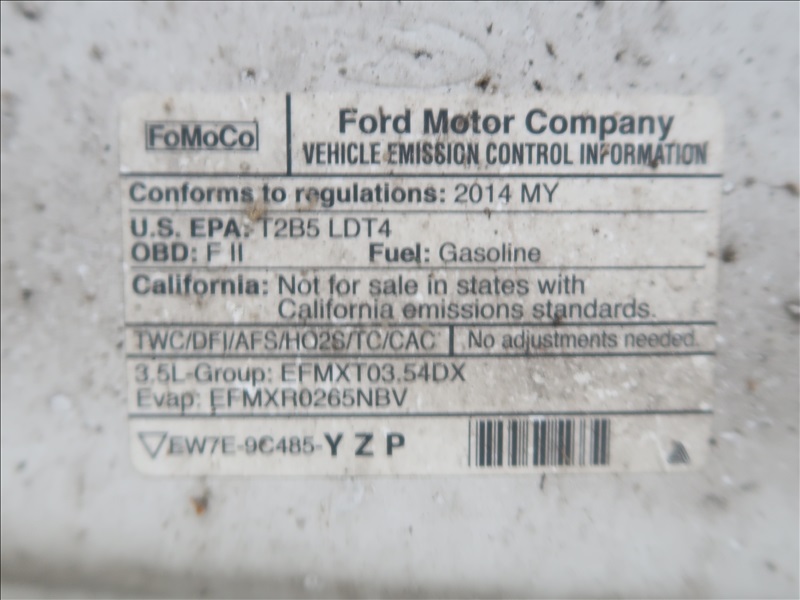 FoMoCo
Ford Motor Company
VEHICLE EMISSION CONTROL INFORMATION
Conforms to regulations: 2014 MY
U.S. EPA: T2B5 LDT4
OBD: F II Fuel: Gasoline
California: Not for sale in states with
California emissions standards.
TWC/DFI/AFS/HO2S/TC/CAC No adjustments needed.
3.5L-Group: EFMXT03.54DX
Evap: EFMXR0265NBV
EW7E-9C485-YZP